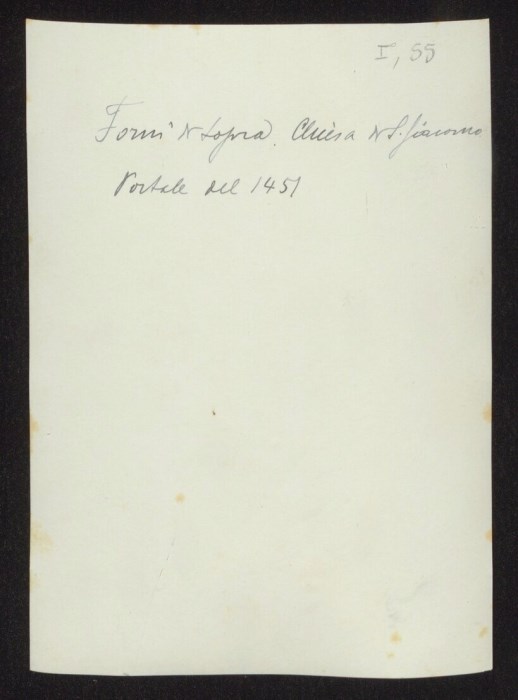 I, 55
Forni di Sopra. Chiesa di S. Giacomo
Portale del 1451